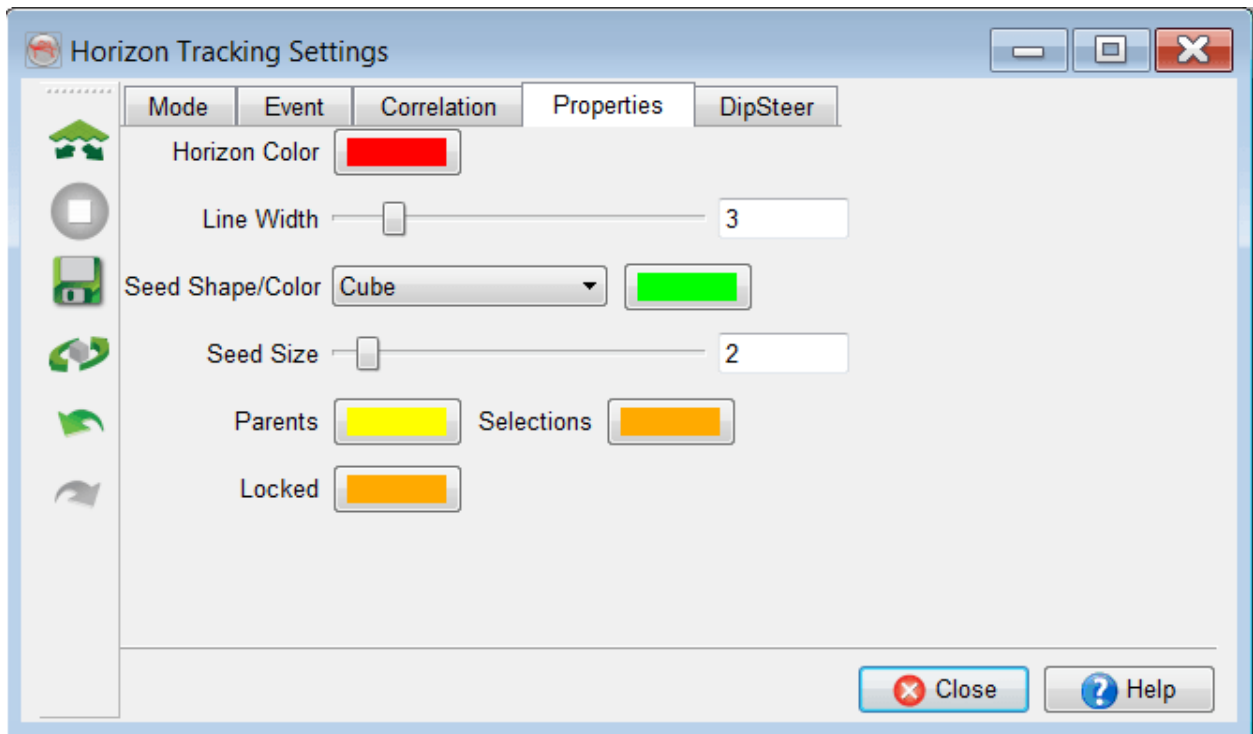 Horizon Tracking Settings
Mode Event Correlation Properties DipSteer
Horizon Color
Line Width 3
Seed Shape/Color Cube
Seed Size 2
Parents Selections
Locked
Close ? Help